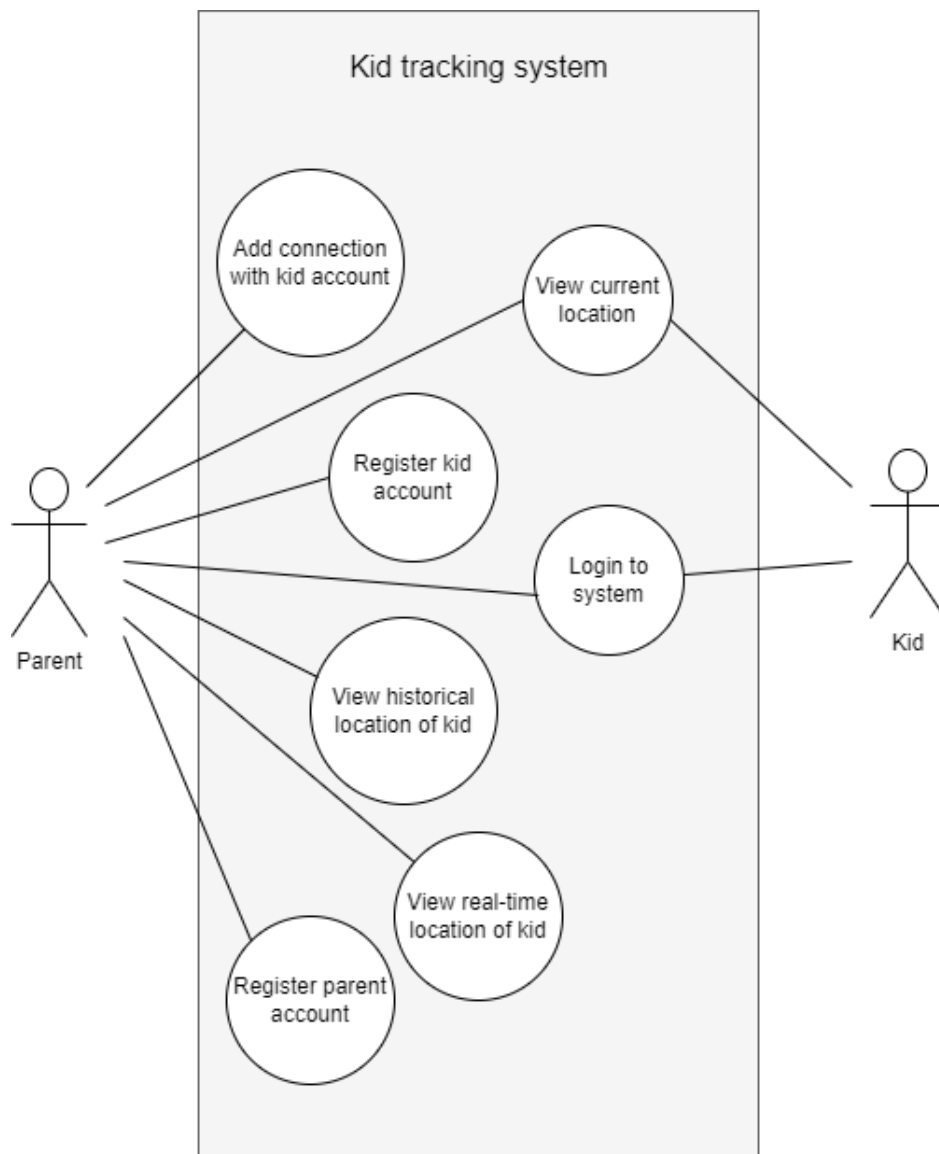 Kid tracking system
Add connection
with kid account
View current
location
Register kid
account
Login to
system
Parent
Kid
View historical
location of kid
View real-time
location of kid
Register parent
account